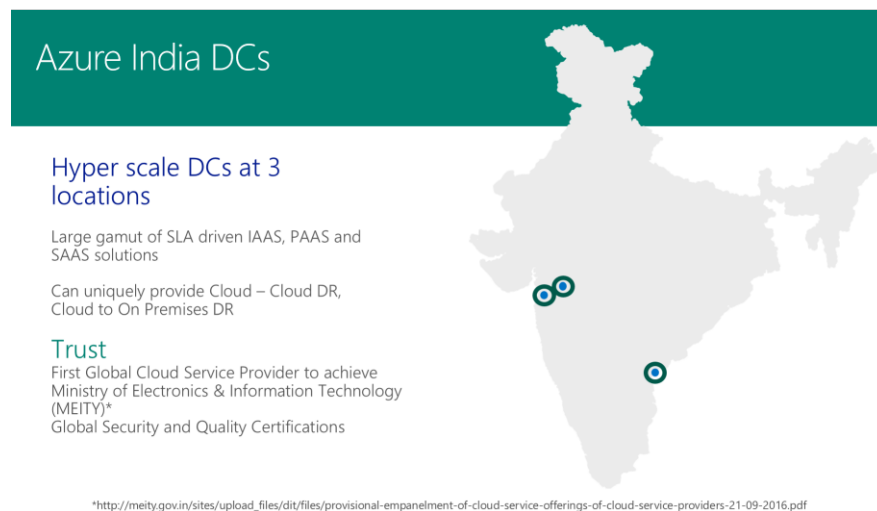 Azure India DCs
Hyper scale DCs at 3
locations
Large gamut of SLA driven IAAS, PAAS and
SAAS solutions
Can uniquely provide Cloud – Cloud DR,
Cloud to On Premises DR
Trust
First Global Cloud Service Provider to achieve
Ministry of Electronics & Information Technology
(MEITY)*
Global Security and Quality Certifications
*http://meity.gov.in/sites/upload_files/dit/files/provisional-empanelment-of-cloud-service-offerings-of-cloud-service-providers-21-09-2016.pdf